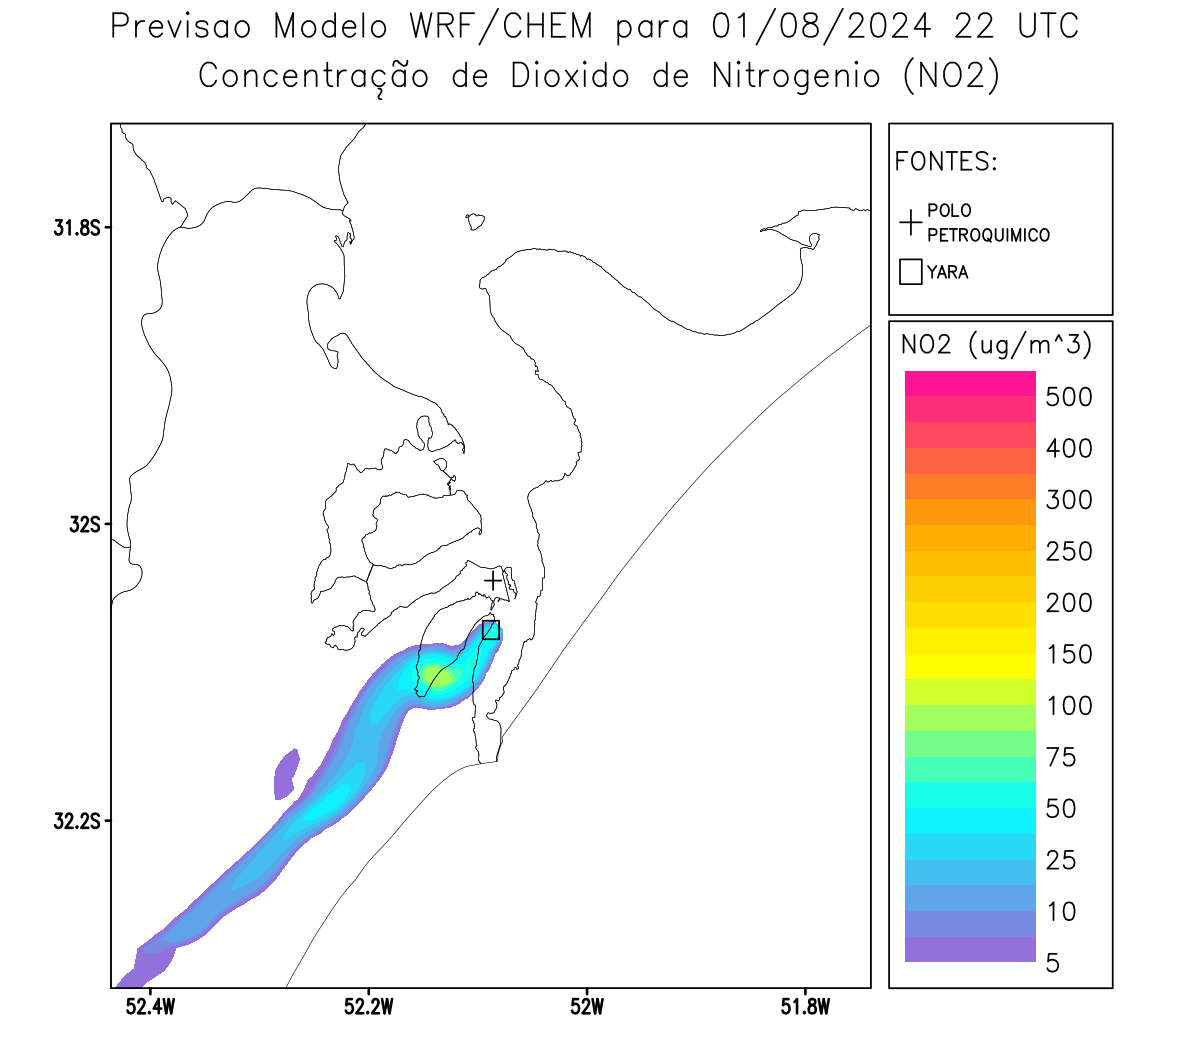 Previsao Modelo WRF/CHEM para 01/08/2024 22 UTC
Concentração de Dioxido de Nitrogenio (NO2)
FONTES:
POLO
PETROQUIMICO
YARA
NO2 (ug/m^3)
500
400
300
250
200
150
100
75
50
25
10
5
31.8S
32S
32.2S
52.4W
52.2W
52W
51.8W